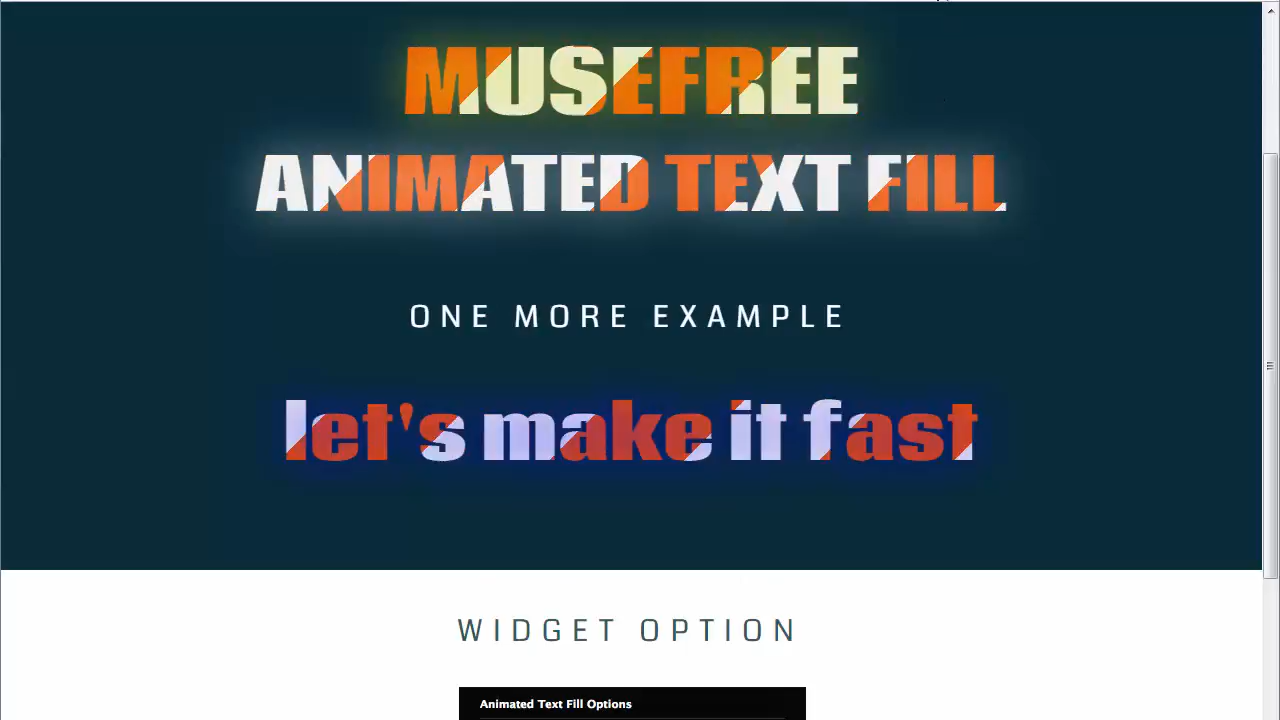 MUSEFREE
ANIMATED TEXT FILL
ONE MORE EXAMPLE
let's make it fast
WIDGET OPTION
Animated Text Fill Options